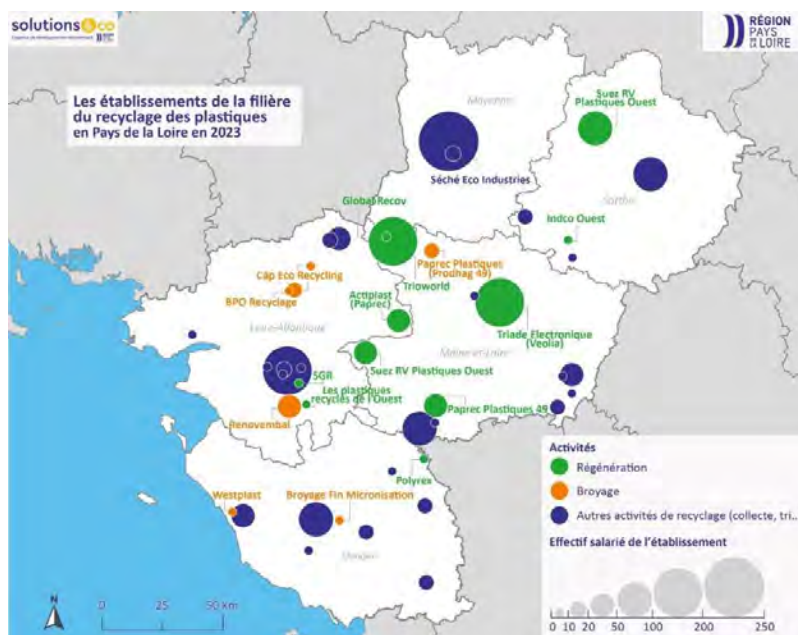 solutions&co
RÉGION
PAYS
DE LA
LOIRE
Les établissements de la filière
du recyclage des plastiques
en Pays de la Loire en 2023
Mayenne
Suez RV
Plastiques Ouest
Séché Eco Industries
Sarthe
Global Recov
Indco Ouest
Cap Eco Recycling
Paprec Plastiques
(Prodhag 49)
Trioworld
BPO Recyclage
Actiplast
(Paprec)
Loire-Atlantique
Triade Electronique
(Veolia)
Maine-et-Loire
SGR
Suez RV Plastiques Ouest
Les plastiques
recyclés de l'Ouest
Paprec Plastiques 49
Renovembal
Polyrex
Westplast
Broyage Fin Micronisation
Vendée
Activités
Régénération
Broyage
Autres activités de recyclage (collecte, tri...
Effectif salarié de l'établissement
0 10 20 50 100 200 250
N
0 25 50 km